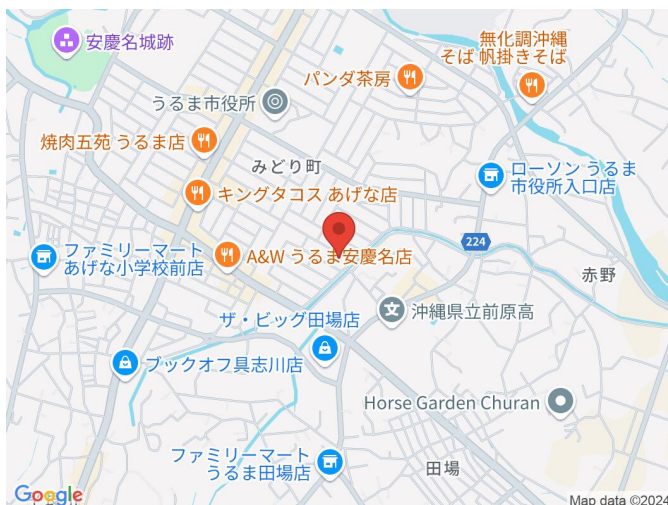 安慶名城跡
無化調沖縄
そば 帆掛きそば
パンダ茶房
うるま市役所
焼肉五苑 うるま店
みどり町
ローソン うるま
市役所入口店
キングタコス あげな店
224
ファミリーマート
あげな小学校前店
A&W うるま安慶名店
赤野
沖縄県立前原高
ザ・ビッグ田場店
ブックオフ具志川店
Horse Garden Churan
ファミリーマート
うるま田場店
田場
Google
Map data ©2024